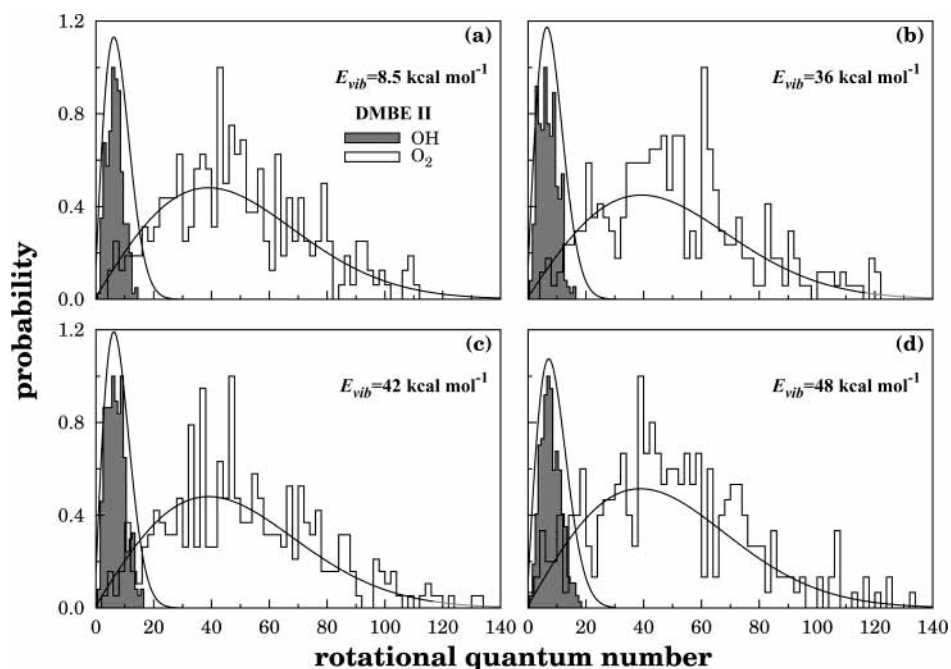 1.2
0.8
0.4
0.0
(a)
E_vib=8.5 kcal mol⁻¹
DMBE II
OH
O₂
(b)
E_vib=36 kcal mol⁻¹
probability
1.2
0.8
0.4
0.0
(c)
E_vib=42 kcal mol⁻¹
(d)
E_vib=48 kcal mol⁻¹
0 20 40 60 80 100 120 0 20 40 60 80 100 120 140
rotational quantum number